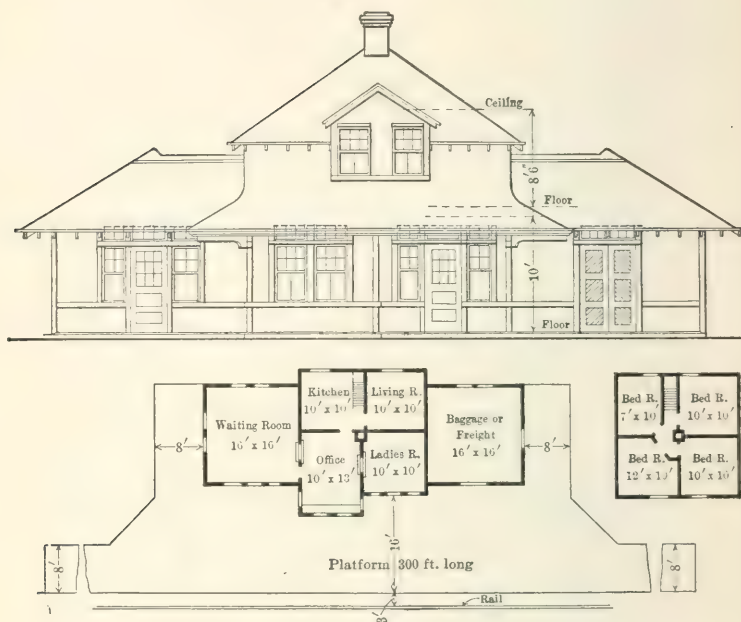 Ceiling
8'6"
Floor
10'
Floor
Kitchen
10' x 10'
Living R.
10' x 10'
Waiting Room
16' x 16'
Baggage or
Freight
16' x 16'
8'
8'
Office
10' x 13'
Ladies R.
10' x 10'
Bed R.
7' x 10'
Bed R.
10' x 10'
Bed R.
12' x 10'
Bed R.
10' x 10'
16'
8'
Platform 300 ft. long
8'
Rail